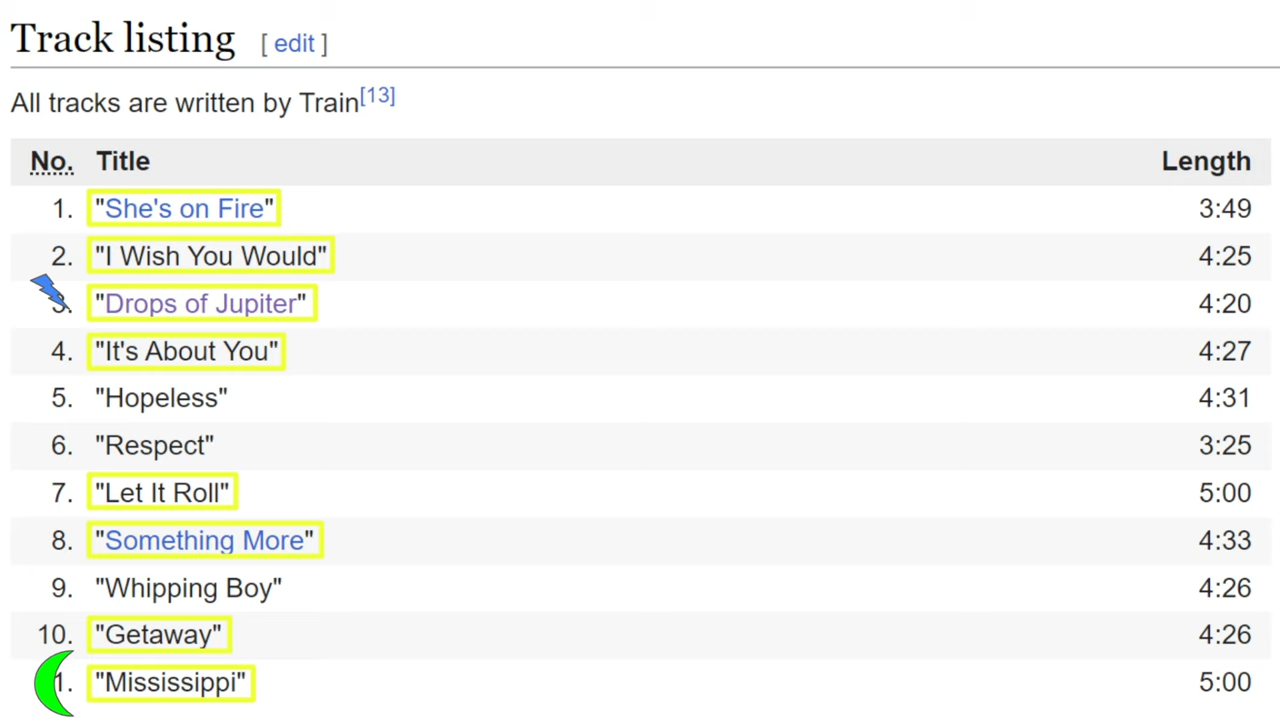 Track listing [ edit ]
All tracks are written by Train[13]
No. Title Length
1. "She's on Fire" 3:49
2. "I Wish You Would" 4:25
3. "Drops of Jupiter" 4:20
4. "It's About You" 4:27
5. "Hopeless" 4:31
6. "Respect" 3:25
7. "Let It Roll" 5:00
8. "Something More" 4:33
9. "Whipping Boy" 4:26
10. "Getaway" 4:26
1. "Mississippi" 5:00